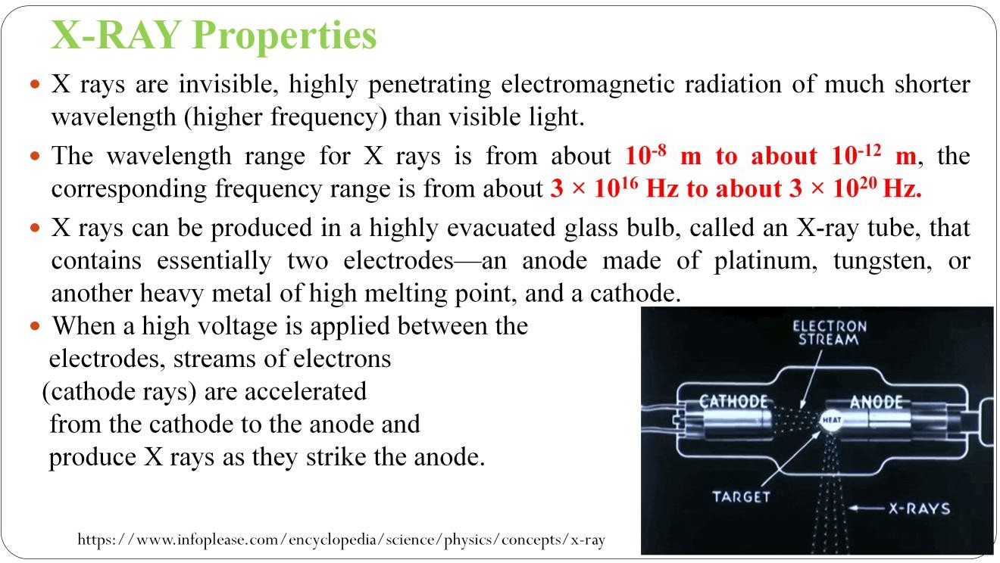 X-RAY Properties
• X rays are invisible, highly penetrating electromagnetic radiation of much shorter
wavelength (higher frequency) than visible light.
• The wavelength range for X rays is from about 10⁻⁸ m to about 10⁻¹² m, the
corresponding frequency range is from about 3 × 10¹⁶ Hz to about 3 × 10²⁰ Hz.
• X rays can be produced in a highly evacuated glass bulb, called an X-ray tube, that
contains essentially two electrodes—an anode made of platinum, tungsten, or
another heavy metal of high melting point, and a cathode.
• When a high voltage is applied between the
electrodes, streams of electrons
(cathode rays) are accelerated
from the cathode to the anode and
produce X rays as they strike the anode.
ELECTRON
STREAM
CATHODE
ANODE
HEAT
TARGET
X-RAYS
https://www.infoplease.com/encyclopedia/science/physics/concepts/x-ray